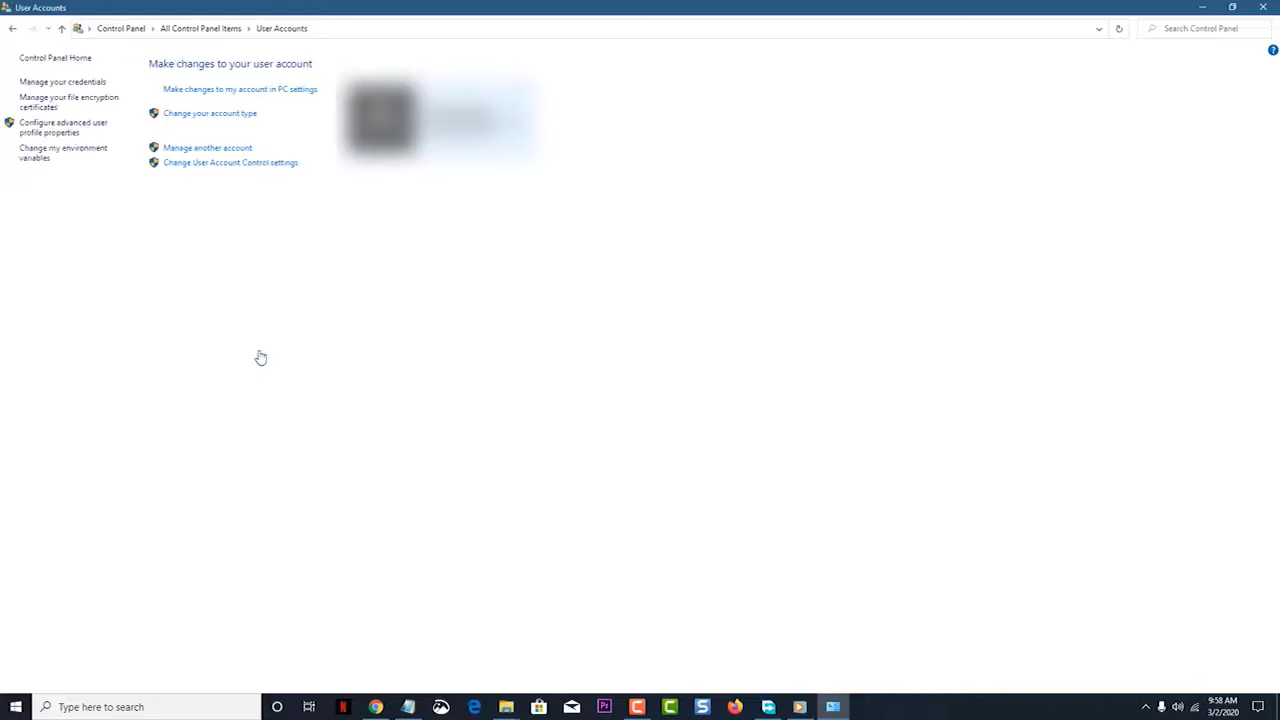 User Accounts
Control Panel > All Control Panel Items > User Accounts
Search Control Panel
Control Panel Home
Manage your credentials
Manage your file encryption
certificates
Configure advanced user
profile properties
Change my environment
variables
Make changes to your user account
Make changes to my account in PC settings
Change your account type
Manage another account
Change User Account Control settings
Type here to search
Pr
9:58 AM
3/2/2020